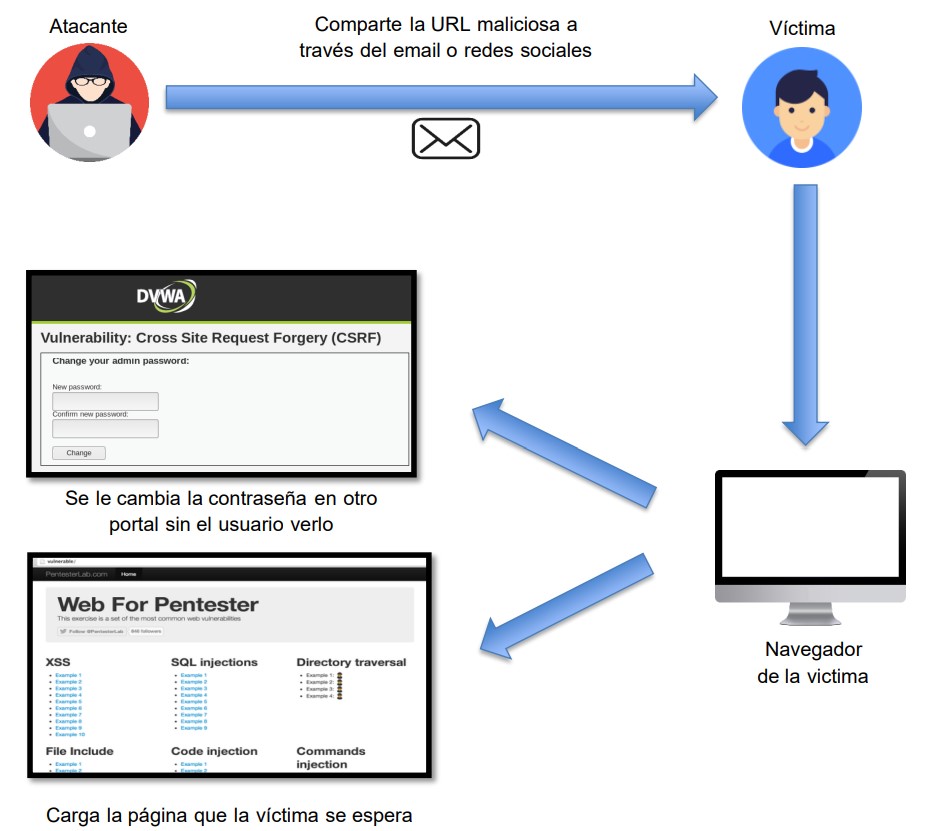 Atacante
Comparte la URL maliciosa a
través del email o redes sociales
Víctima
DVWA
Vulnerability: Cross Site Request Forgery (CSRF)
Change your admin password:
New password:
Confirm new password:
Change
Se le cambia la contraseña en otro
portal sin el usuario verlo
vulnerable/
PentesterLab.com Home
Web For Pentester
This exercise is a set of the most common web vulnerabilities
Follow @PentesterLab
followers
XSS
Example 1
Example 2
Example 3
Example 4
Example 5
Example 6
Example 7
Example 8
Example 9
Example 10
SQL injections
Example 1
Example 2
Example 3
Example 4
Example 5
Example 6
Example 7
Example 8
Example 9
Directory traversal
Example 1:
Example 2:
Example 3:
Example 4:
File Include
Example 1
Example 2
Code injection
Example 1
Example 2
Commands
injection
Navegador
de la victima
Carga la página que la víctima se espera